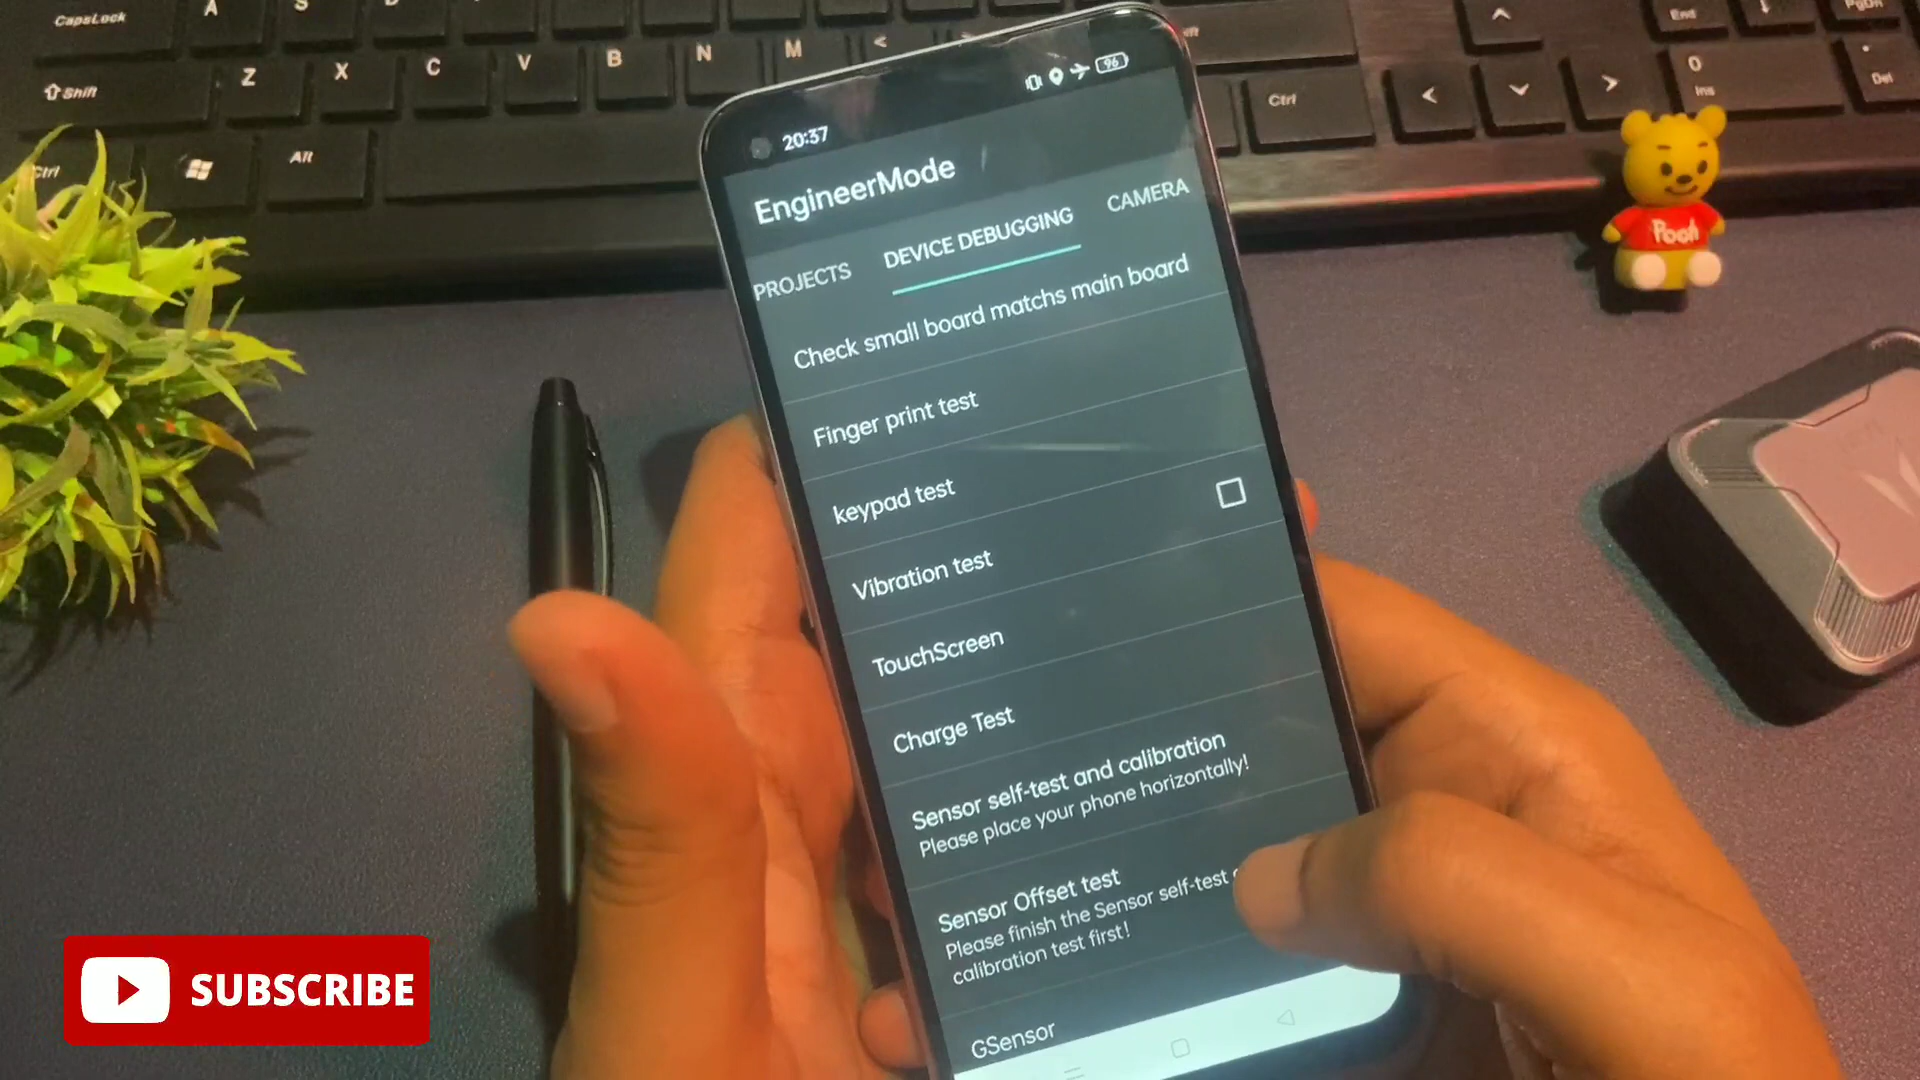 CapsLock
A
S
D
Shift
Z
X
C
V
B
N
M
<
Ctrl
Alt
Ctrl
End
PgDn
0
Ins
Del
Pooh
20:37
96
EngineerMode
PROJECTS
DEVICE DEBUGGING
CAMERA
Check small board matchs main board
Finger print test
keypad test
Vibration test
TouchScreen
Charge Test
Sensor self-test and calibration
Please place your phone horizontally!
Sensor Offset test
Please finish the Sensor self-test
calibration test first!
GSensor
SUBSCRIBE